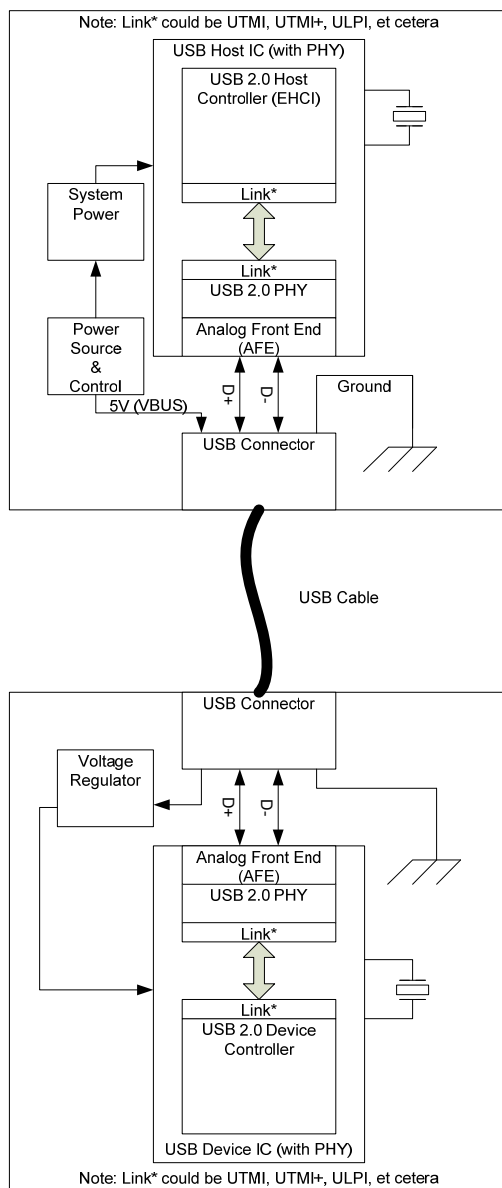 Note: Link* could be UTMI, UTMI+, ULPI, et cetera
USB Host IC (with PHY)
USB 2.0 Host
Controller (EHCI)
Link*
System
Power
Link*
USB 2.0 PHY
Analog Front End
(AFE)
Power
Source
&
Control
D+
D-
Ground
5V (VBUS)
USB Connector
USB Cable
USB Connector
Voltage
Regulator
D+
D-
Analog Front End
(AFE)
USB 2.0 PHY
Link*
Link*
USB 2.0 Device
Controller
USB Device IC (with PHY)
Note: Link* could be UTMI, UTMI+, ULPI, et cetera